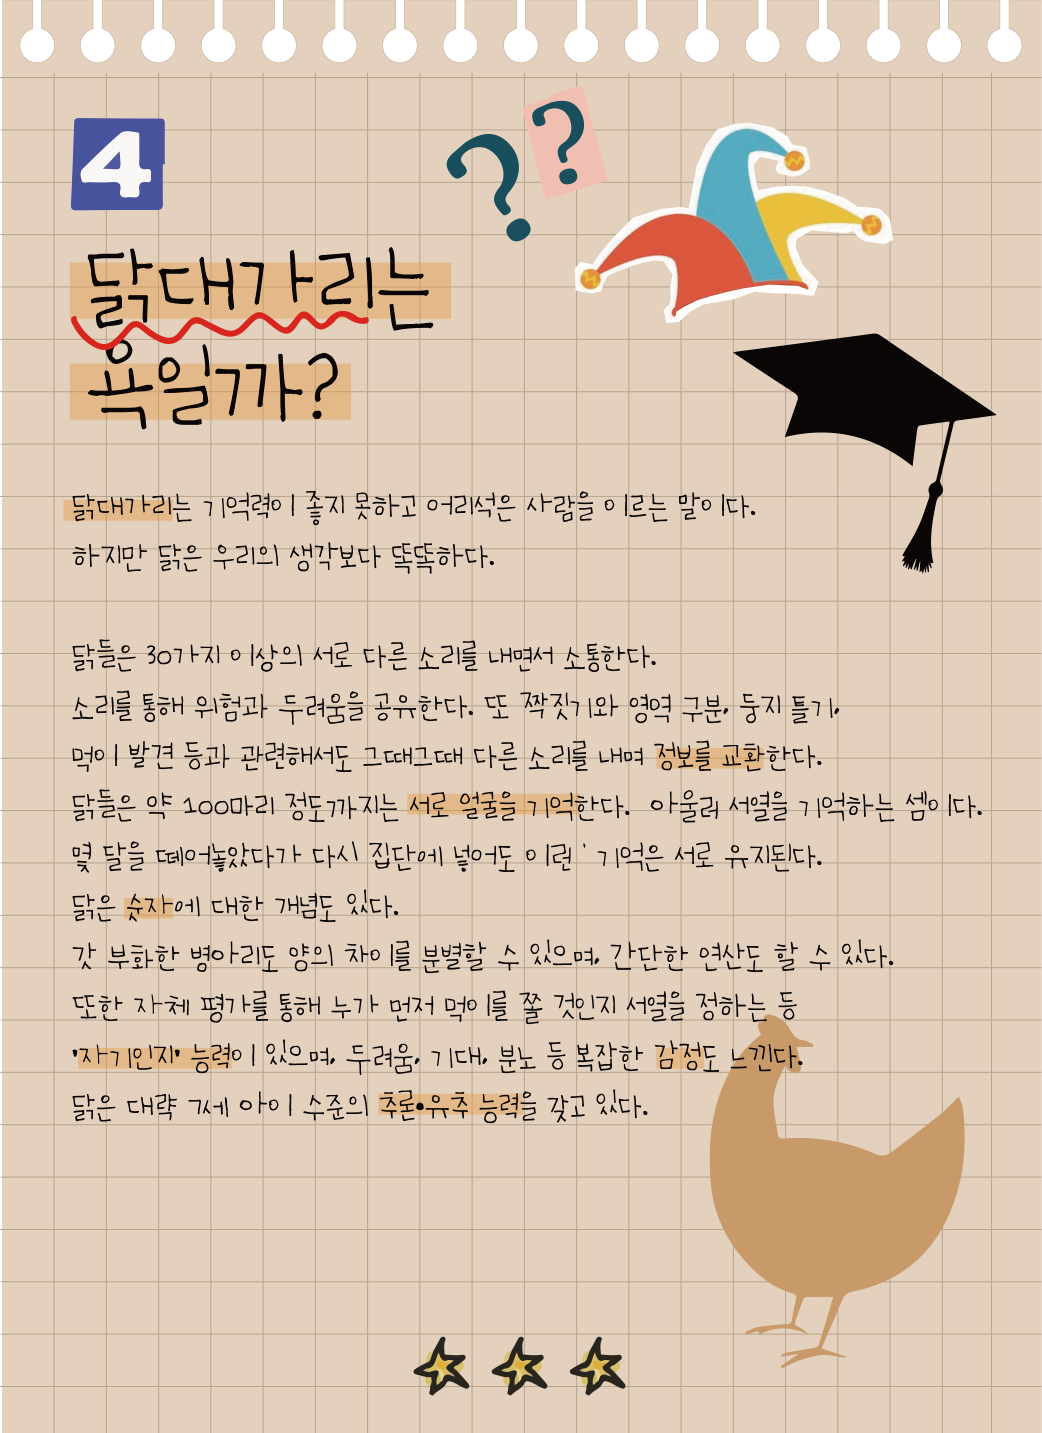 4
??
닭대가리는
욕일까?
닭대가리는 기억력이 좋지 못하고 어리석은 사람을 이르는 말이다.
하지만 닭은 우리의 생각보다 똑똑하다.
닭들은 30가지 이상의 서로 다른 소리를 내면서 소통한다.
소리를 통해 위험과 두려움을 공유한다. 또 짝짓기와 영역 구분, 둥지 틀기,
먹이 발견 등과 관련해서도 그때그때 다른 소리를 내며 정보를 교환한다.
닭들은 약 100마리 정도까지는 서로 얼굴을 기억한다. 아울러 서열을 기억하는 셈이다.
몇 달을 떼어놓았다가 다시 집단에 넣어도 이런 ' 기억은 서로 유지된다.
닭은 숫자에 대한 개념도 있다.
갓 부화한 병아리도 양의 차이를 분별할 수 있으며, 간단한 연산도 할 수 있다.
또한 자체 평가를 통해 누가 먼저 먹이를 쫄 것인지 서열을 정하는 등
'자기인지' 능력이 있으며, 두려움, 기대, 분노 등 복잡한 감정도 느낀다.
닭은 대략 7세 아이 수준의 추론•유추 능력을 갖고 있다.